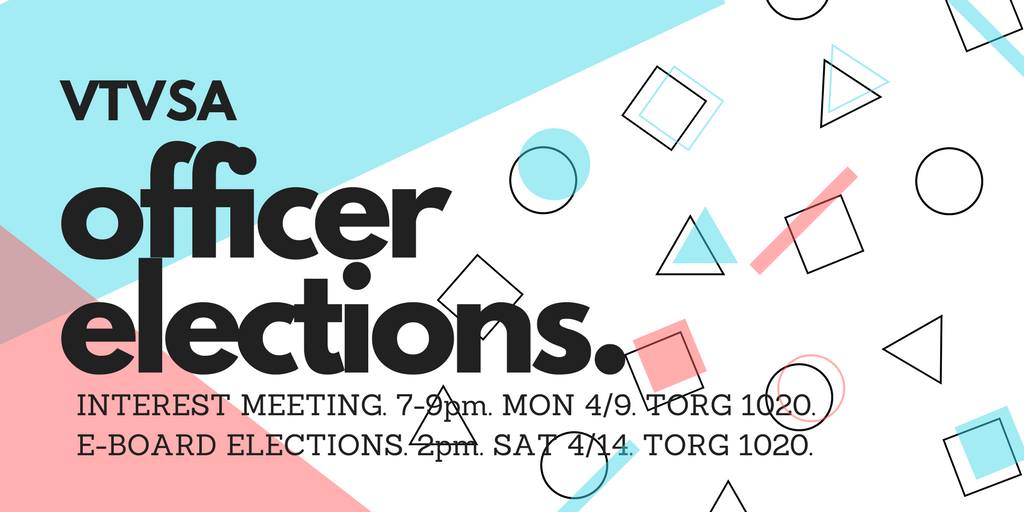 VTVSA
officer
elections.
INTEREST MEETING. 7-9pm. MON 4/9. TORG 1020.
E-BOARD ELECTIONS. 2pm. SAT 4/14. TORG 1020.